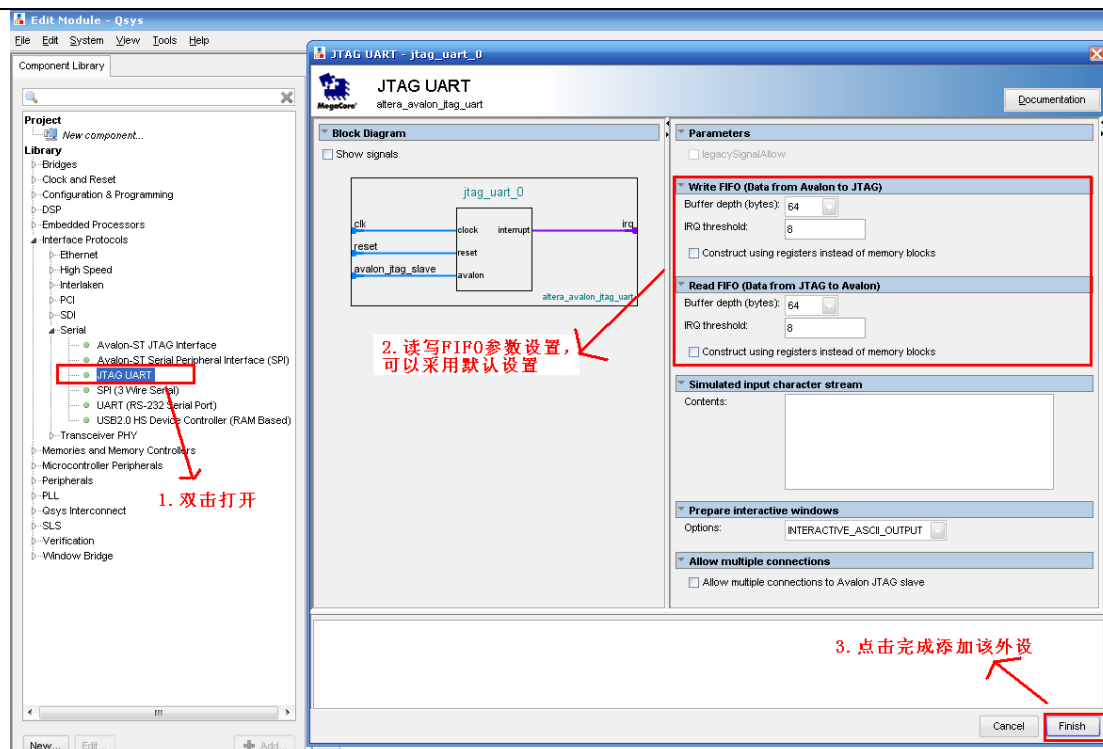 Edit Module - Qsys
File Edit System View Tools Help
Component Library
Project
New component...
Library
Bridges
Clock and Reset
Configuration & Programming
DSP
Embedded Processors
Interface Protocols
Ethernet
High Speed
Interlaken
PCI
SDI
Serial
Avalon-ST JTAG Interface
Avalon-ST Serial Peripheral Interface (SPI)
JTAG UART
SPI (3 Wire Serial)
UART (RS-232 Serial Port)
USB2.0 HS Device Controller (RAM Based)
Transceiver PHY
Memories and Memory Controllers
Microcontroller Peripherals
Peripherals
PLL
Qsys Interconnect
SLS
Verification
Window Bridge
1. 双击打开
New... Edit... Add...
JTAG UART - jtag_uart_0
MegaCore'
JTAG UART
altera_avalon_jtag_uart
Documentation
Block Diagram
Show signals
jtag_uart_0
clk
clock
interrupt
irq
reset
reset
avalon_jtag_slave
avalon
altera_avalon_jtag_uart
2. 读写FIFO参数设置，
可以采用默认设置
Parameters
legacySignalAllow
Write FIFO (Data from Avalon to JTAG)
Buffer depth (bytes): 64
IRQ threshold: 8
Construct using registers instead of memory blocks
Read FIFO (Data from JTAG to Avalon)
Buffer depth (bytes): 64
IRQ threshold: 8
Construct using registers instead of memory blocks
Simulated input character stream
Contents:
Prepare interactive windows
Options: INTERACTIVE_ASCII_OUTPUT
Allow multiple connections
Allow multiple connections to Avalon JTAG slave
3. 点击完成添加该外设
Cancel Finish